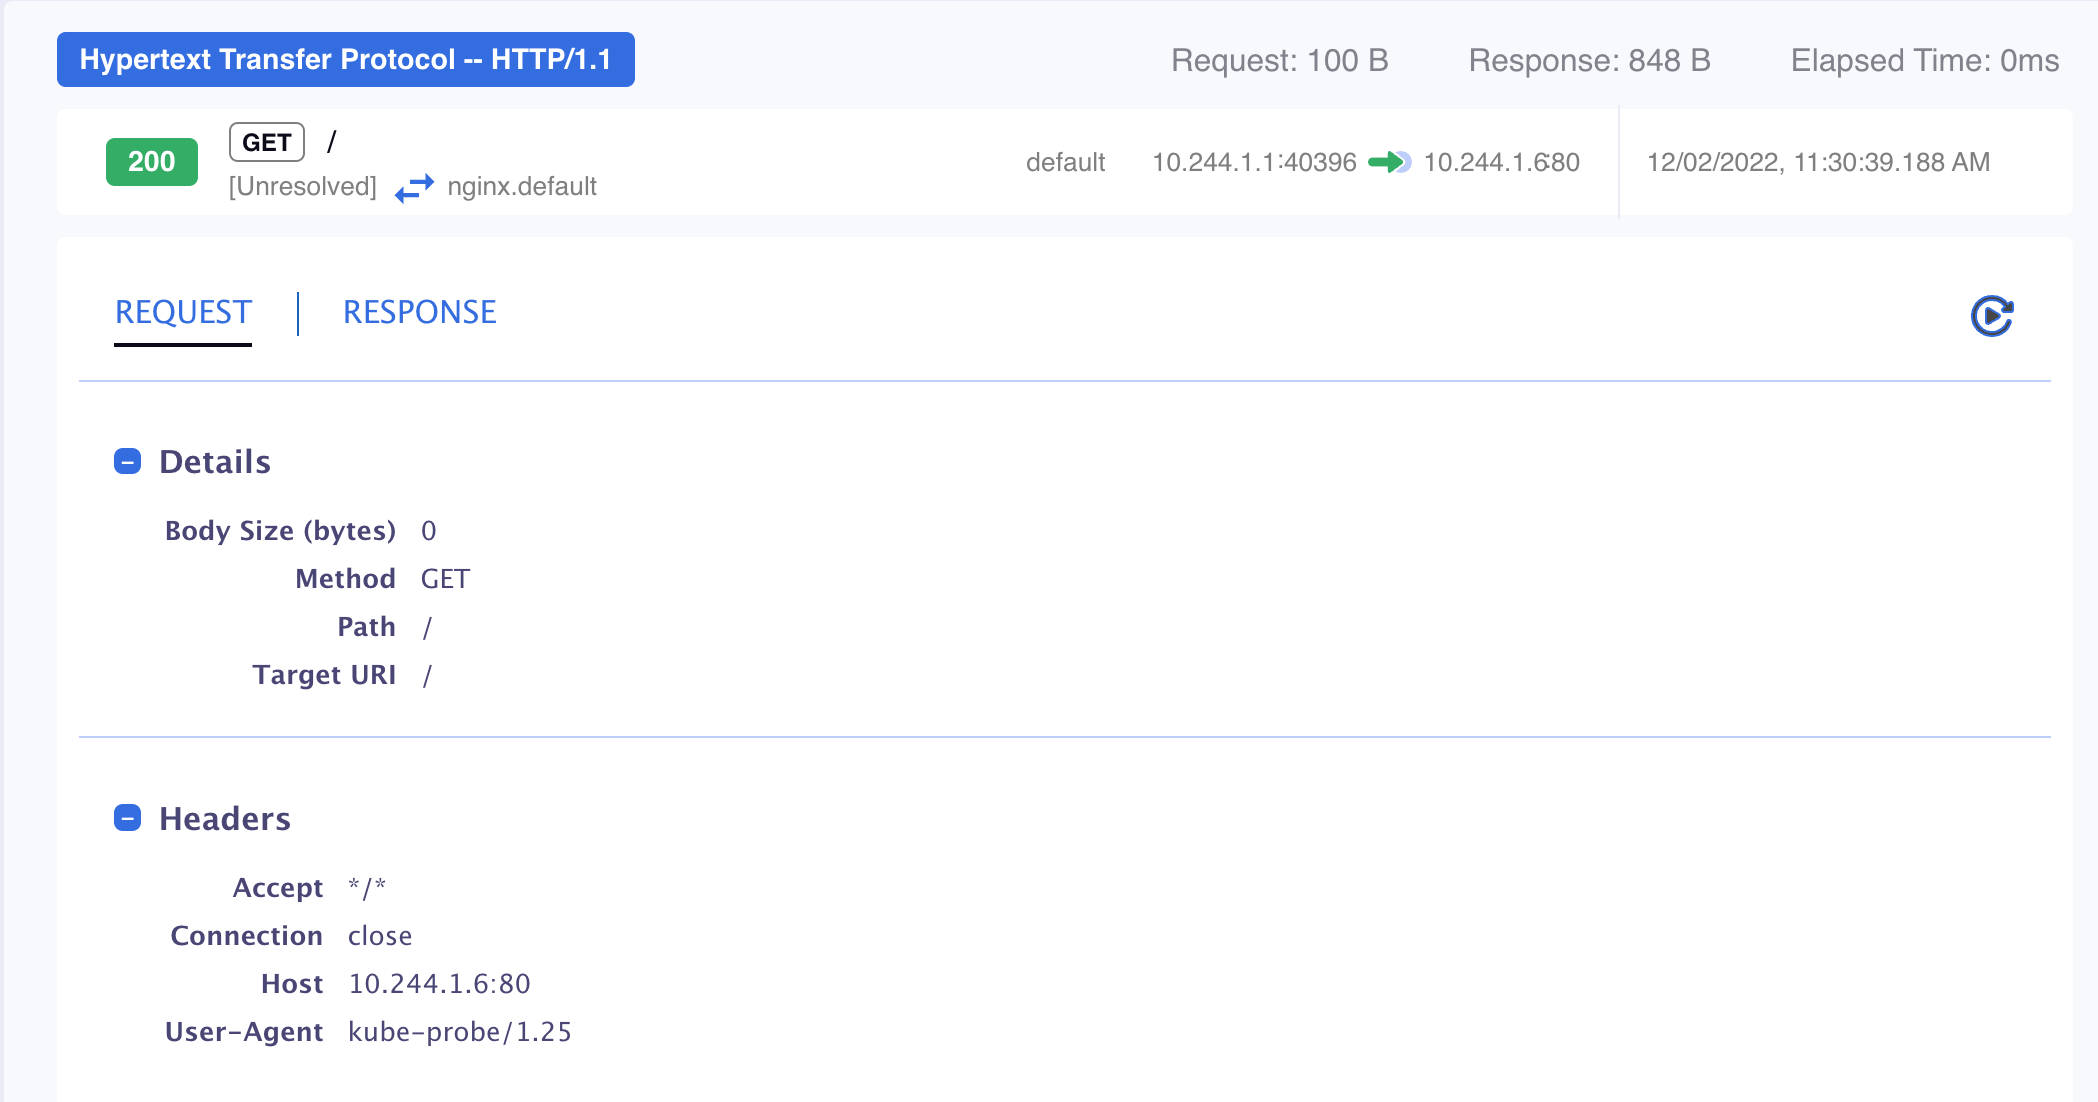 Hypertext Transfer Protocol -- HTTP/1.1 Request: 100 B Response: 848 B Elapsed Time: 0ms
200 GET /
[Unresolved] nginx.default
default 10.244.1.1:40396 10.244.1.6:80 12/02/2022, 11:30:39.188 AM
REQUEST RESPONSE
Details
Body Size (bytes) 0
Method GET
Path /
Target URI /
Headers
Accept */*
Connection close
Host 10.244.1.6:80
User-Agent kube-probe/1.25